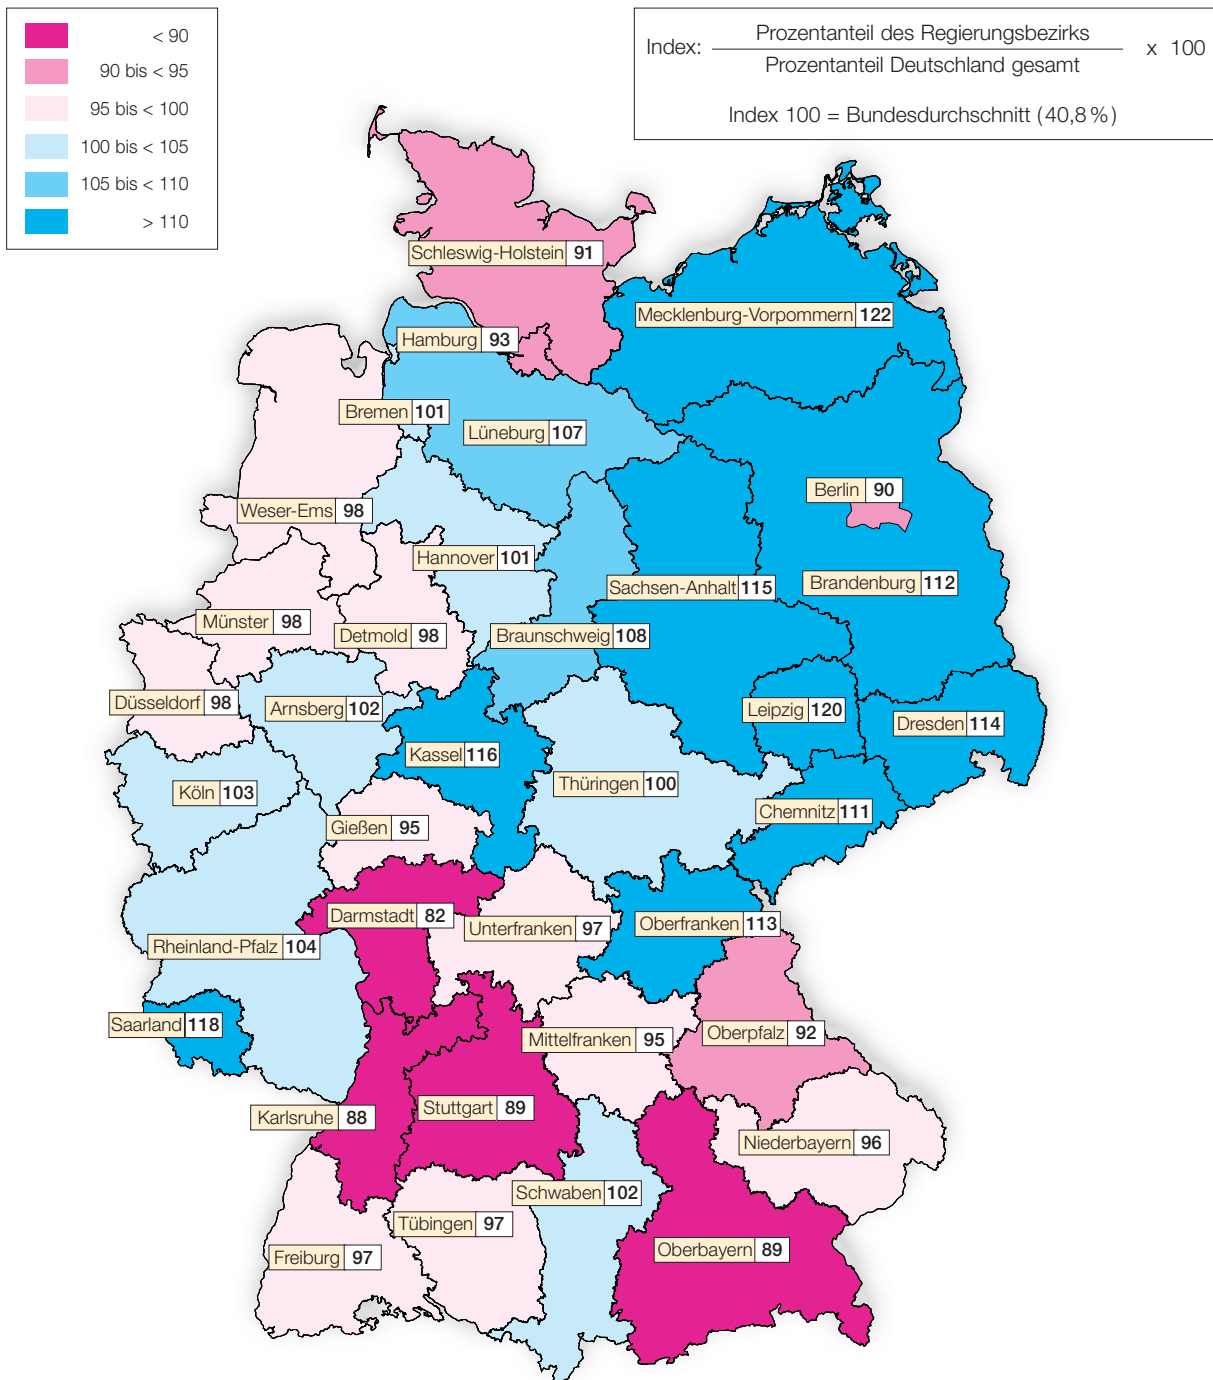 < 90
90 bis < 95
95 bis < 100
100 bis < 105
105 bis < 110
> 110
Index: Prozentanteil des Regierungsbezirks x 100
Prozentanteil Deutschland gesamt
Index 100 = Bundesdurchschnitt (40,8 %)
Schleswig-Holstein 91
Mecklenburg-Vorpommern 122
Hamburg 93
Bremen 101
Lüneburg 107
Berlin 90
Weser-Ems 98
Hannover 101
Sachsen-Anhalt 115
Brandenburg 112
Münster 98
Detmold 98
Braunschweig 108
Düsseldorf 98
Arnsberg 102
Leipzig 120
Dresden 114
Kassel 116
Köln 103
Thüringen 100
Chemnitz 111
Gießen 95
Darmstadt 82
Unterfranken 97
Oberfranken 113
Rheinland-Pfalz 104
Saarland 118
Mittelfranken 95
Oberpfalz 92
Karlsruhe 88
Stuttgart 89
Niederbayern 96
Schwaben 102
Tübingen 97
Freiburg 97
Oberbayern 89